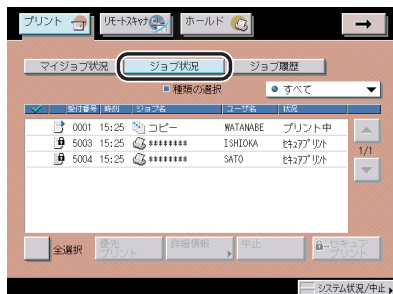 プリント リモートスキャナ ホールド →
マイジョブ状況 ジョブ状況 ジョブ履歴
■ 種類の選択 ● すべて ▼
✓ 受付番号 時刻 ジョブ名 ユーザ名 状況
0001 15:25 コピー WATANABE プリント中
5003 15:25 ******** ISHIOKA セキュアプリント
5004 15:25 ******** SATO セキュアプリント
1/1
全選択 優先プリント 詳細情報 中止 セキュアプリント
システム状況/中止